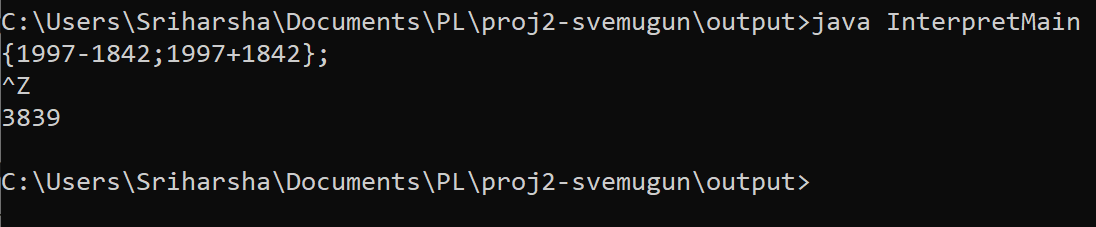 C:\Users\Sriharsha\Documents\PL\proj2-svemugun\output>java InterpretMain
{1997-1842;1997+1842};
^Z
3839
C:\Users\Sriharsha\Documents\PL\proj2-svemugun\output>